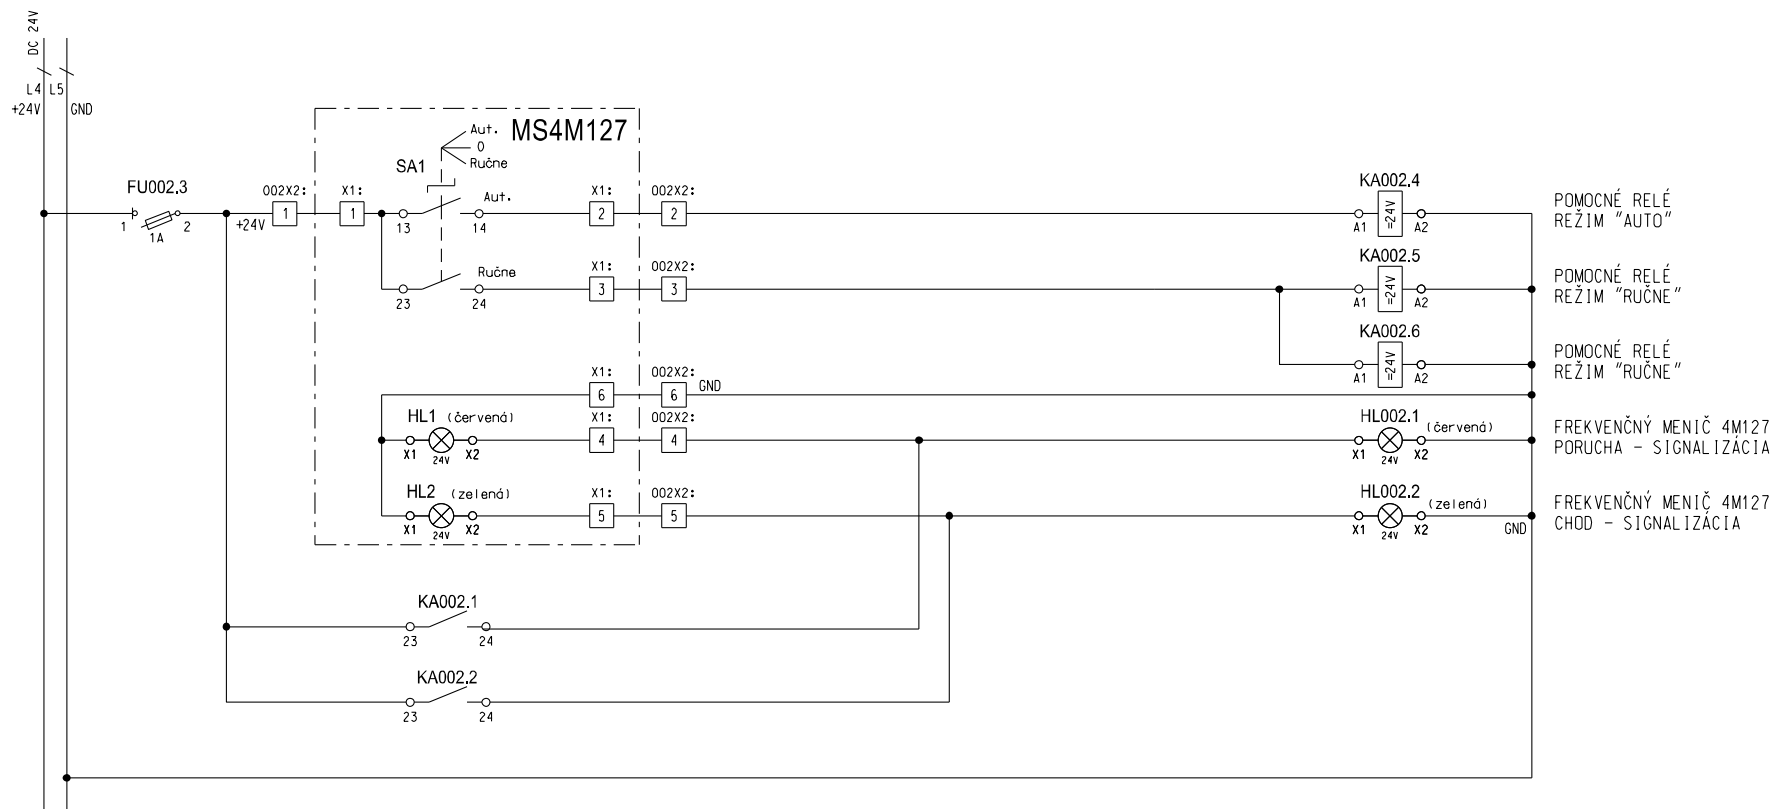 DC 24V
L4 L5
+24V GND
MS4M127
Aut.
0
Ručne
SA1
FU002.3
1 2
1A
002X2: X1:
+24V 1 1
13 14
Aut.
X1: 002X2:
2 2
KA002.4
=24V
A1 A2
POMOCNÉ RELÉ
REŽIM "AUTO"
23 24
Ručne
X1: 002X2:
3 3
KA002.5
=24V
A1 A2
POMOCNÉ RELÉ
REŽIM "RUČNE"
KA002.6
=24V
A1 A2
POMOCNÉ RELÉ
REŽIM "RUČNE"
X1: 002X2:
6 6 GND
HL1 (červená)
X1 24V X2
X1: 002X2:
4 4
HL002.1 (červená)
X1 24V X2
FREKVENČNÝ MENIČ 4M127
PORUCHA - SIGNALIZÁCIA
HL2 (zelená)
X1 24V X2
X1: 002X2:
5 5
HL002.2 (zelená)
X1 24V X2
GND
FREKVENČNÝ MENIČ 4M127
CHOD - SIGNALIZÁCIA
KA002.1
23 24
KA002.2
23 24